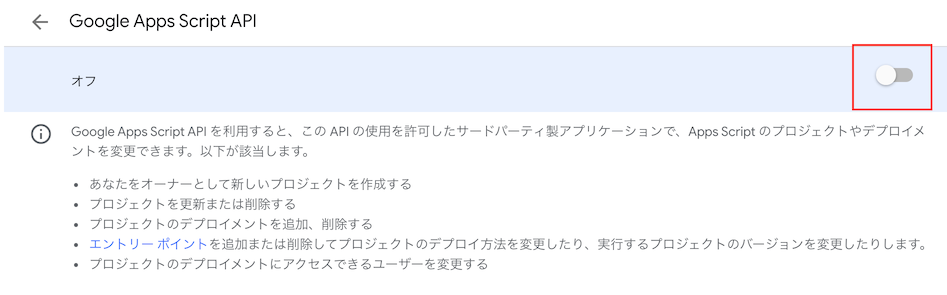 Google Apps Script API
オフ
Google Apps Script API を利用すると、この API の使用を許可したサードパーティ製アプリケーションで、Apps Script のプロジェクトやデプロイメ
ントを変更できます。以下が該当します。
• あなたをオーナーとして新しいプロジェクトを作成する
• プロジェクトを更新または削除する
• プロジェクトのデプロイメントを追加、削除する
• エントリー ポイントを追加または削除してプロジェクトのデプロイ方法を変更したり、実行するプロジェクトのバージョンを変更したりします。
• プロジェクトのデプロイメントにアクセスできるユーザーを変更する